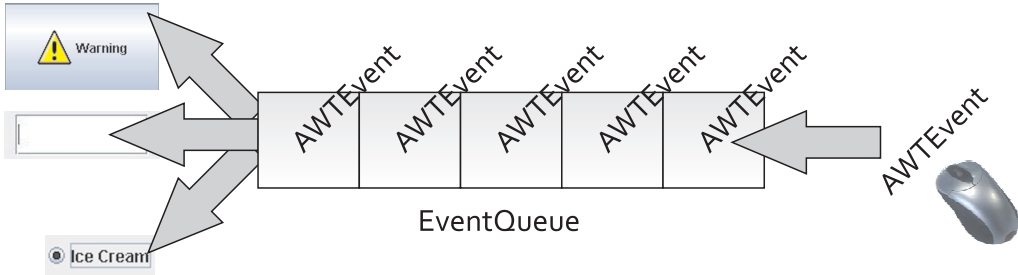 Warning
AWTEvent
AWTEvent
AWTEvent
AWTEvent
AWTEvent
AWTEvent
EventQueue
Ice Cream